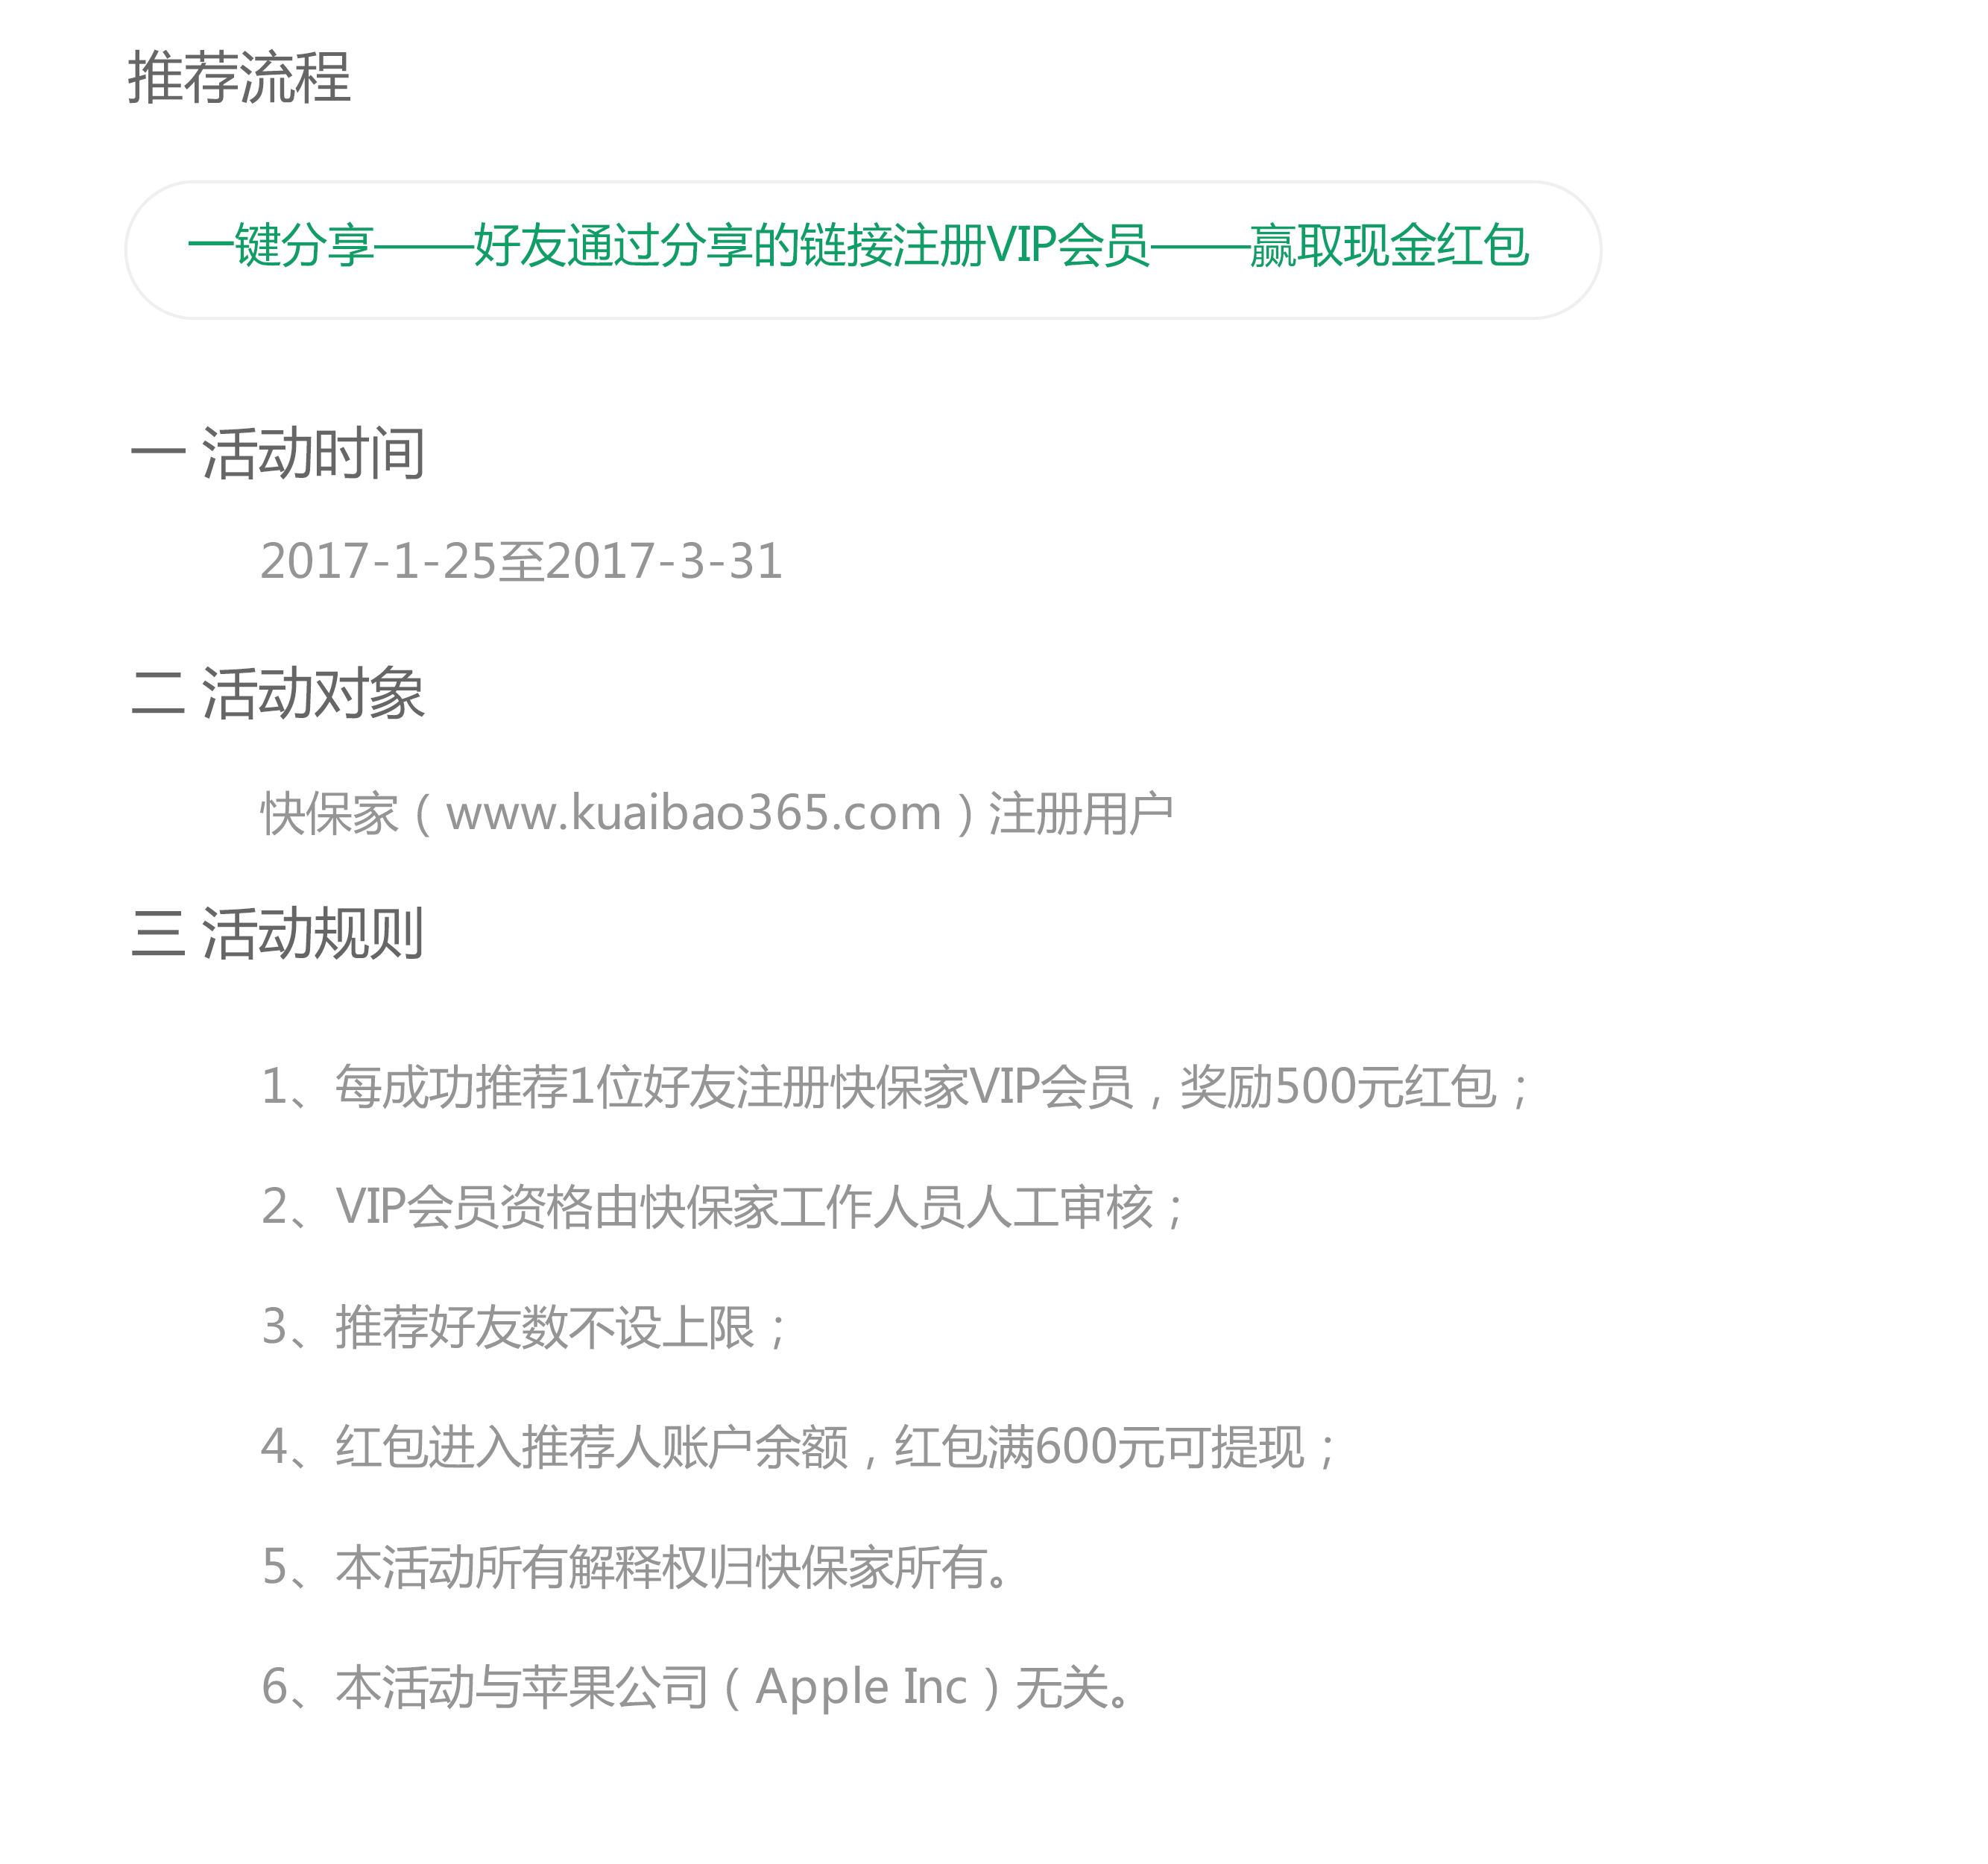 推荐流程
一键分享———好友通过分享的链接注册VIP会员———赢取现金红包
一 活动时间
2017-1-25至2017-3-31
二 活动对象
快保家（www.kuaibao365.com）注册用户
三 活动规则
1、每成功推荐1位好友注册快保家VIP会员，奖励500元红包；
2、VIP会员资格由快保家工作人员人工审核；
3、推荐好友数不设上限；
4、红包进入推荐人账户余额，红包满600元可提现；
5、本活动所有解释权归快保家所有。
6、本活动与苹果公司（Apple Inc）无关。